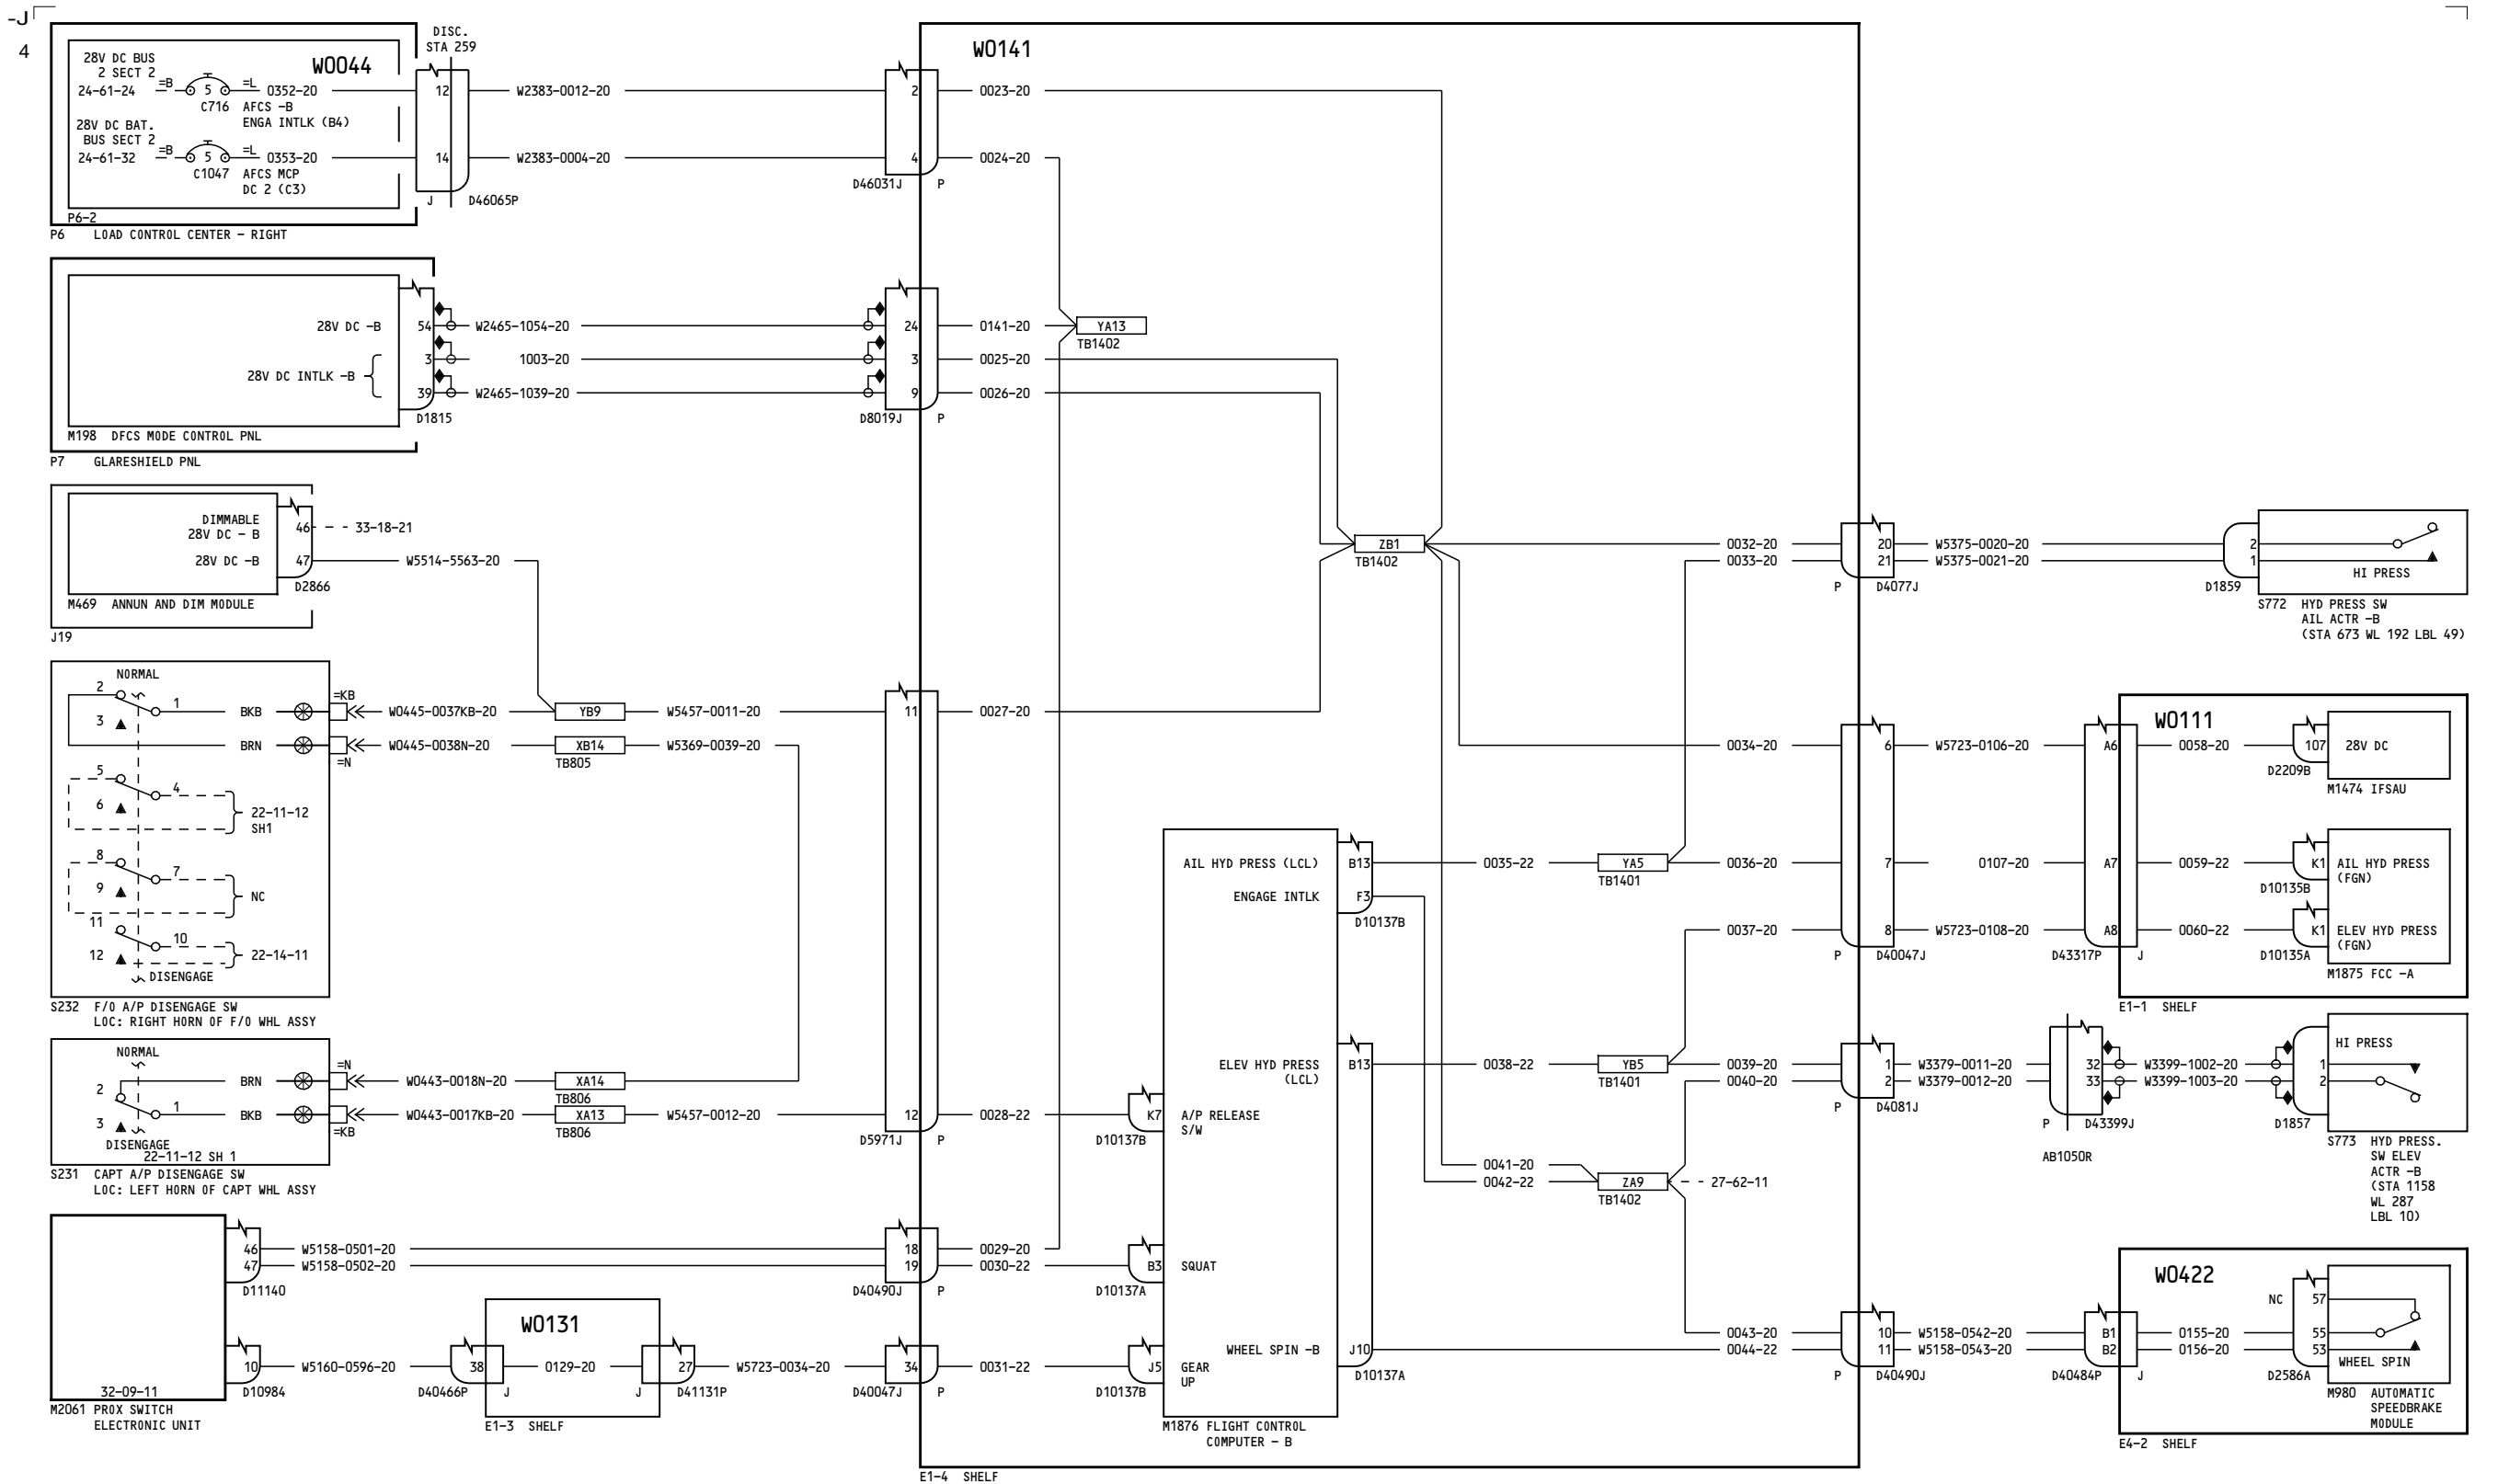 -J
4
DISC.
STA 259
W0044
28V DC BUS
2 SECT 2
24-61-24
=B
5
=L
0352-20
C716
AFCS -B
ENGA INTLK (B4)
28V DC BAT.
BUS SECT 2
24-61-32
=B
5
=L
0353-20
C1047
AFCS MCP
DC 2 (C3)
P6-2
P6 LOAD CONTROL CENTER - RIGHT
12
14
J
D46065P
W2383-0012-20
W2383-0004-20
2
4
D46031J
P
W0141
0023-20
0024-20
28V DC -B
28V DC INTLK -B
54
3
39
D1815
M198 DFCS MODE CONTROL PNL
P7 GLARESHIELD PNL
W2465-1054-20
1003-20
W2465-1039-20
24
3
9
D8019J
P
0141-20
0025-20
0026-20
YA13
TB1402
DIMMABLE
28V DC - B
28V DC -B
46
33-18-21
47
D2866
W5514-5563-20
M469 ANNUN AND DIM MODULE
J19
ZB1
TB1402
0032-20
0033-20
20
21
P
D4077J
W5375-0020-20
W5375-0021-20
2
1
D1859
HI PRESS
S772 HYD PRESS SW
AIL ACTR -B
(STA 673 WL 192 LBL 49)
NORMAL
2
1
3
BKB
=KB
W0445-0037KB-20
YB9
W5457-0011-20
11
0027-20
BRN
=N
W0445-0038N-20
XB14
TB805
W5369-0039-20
5
4
6
22-11-12
SH1
8
7
9
NC
11
10
12
22-14-11
DISENGAGE
S232 F/O A/P DISENGAGE SW
LOC: RIGHT HORN OF F/O WHL ASSY
NORMAL
2
1
3
BRN
=N
W0443-0018N-20
XA14
TB806
BKB
=KB
W0443-0017KB-20
XA13
TB806
W5457-0012-20
12
D5971J
P
0028-22
DISENGAGE
22-11-12 SH 1
S231 CAPT A/P DISENGAGE SW
LOC: LEFT HORN OF CAPT WHL ASSY
AIL HYD PRESS (LCL)
ENGAGE INTLK
B13
F3
D10137B
ELEV HYD PRESS
(LCL)
B13
K7
A/P RELEASE
S/W
D10137B
B3
SQUAT
D10137A
WHEEL SPIN -B
J10
D10137A
J5
GEAR
UP
D10137B
M1876 FLIGHT CONTROL
COMPUTER - B
0035-22
YA5
TB1401
0036-20
0034-20
0037-20
6
7
8
P
D40047J
W5723-0106-20
0107-20
W5723-0108-20
A6
A7
A8
D43317P
J
W0111
0058-20
0059-22
0060-22
107
28V DC
D2209B
M1474 IFSAU
K1
AIL HYD PRESS
(FGN)
D10135B
K1
ELEV HYD PRESS
(FGN)
D10135A
M1875 FCC -A
E1-1 SHELF
0038-22
YB5
TB1401
0039-20
0040-20
1
2
P
D4081J
W3379-0011-20
W3379-0012-20
32
33
P
D43399J
AB1050R
W3399-1002-20
W3399-1003-20
1
2
D1857
HI PRESS
S773 HYD PRESS.
SW ELEV
ACTR -B
(STA 1158
WL 287
LBL 10)
0041-20
0042-22
ZA9
TB1402
27-62-11
46
47
D11140
W5158-0501-20
W5158-0502-20
18
19
D40490J
P
0029-20
0030-22
10
D10984
32-09-11
M2061 PROX SWITCH
ELECTRONIC UNIT
W5160-0596-20
38
D40466P
J
W0131
0129-20
J
27
D41131P
E1-3 SHELF
W5723-0034-20
34
D40047J
P
0031-22
0043-20
0044-22
10
11
P
D40490J
W5158-0542-20
W5158-0543-20
B1
B2
D40484P
J
W0422
0155-20
0156-20
NC
57
55
53
D2586A
WHEEL SPIN
M980 AUTOMATIC
SPEEDBRAKE
MODULE
E4-2 SHELF
E1-4 SHELF